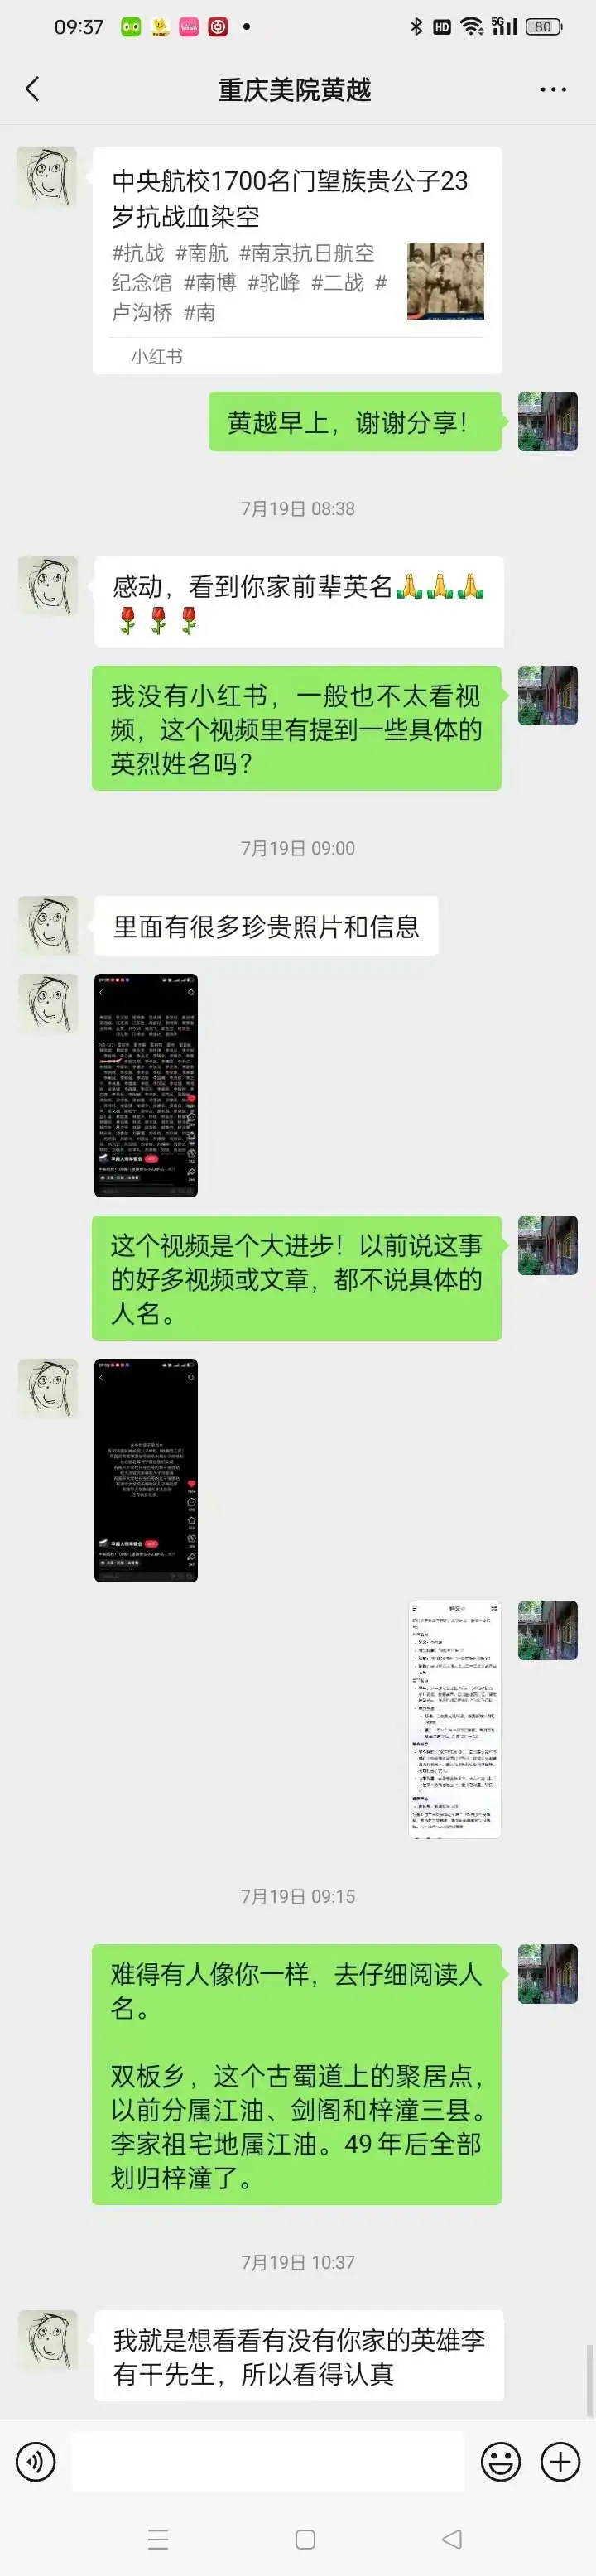 09:37
HD
5G
80
重庆美院黄越
中央航校1700名门望族贵公子23
岁抗战血染空
#抗战 #南航 #南京抗日航空
纪念馆 #南博 #驼峰 #二战 #
卢沟桥 #南
小红书
黄越早上，谢谢分享！
7月19日 08:38
感动，看到你家前辈英名🙏🙏🙏
🌹🌹🌹
我没有小红书，一般也不太看视
频，这个视频里有提到一些具体的
英烈姓名吗？
7月19日 09:00
里面有很多珍贵照片和信息
这个视频是个大进步！以前说这事
的好多视频或文章，都不说具体的
人名。
7月19日 09:15
难得有人像你一样，去仔细阅读人
名。
双板乡，这个古蜀道上的聚居点，
以前分属江油、剑阁和梓潼三县。
李家祖宅地属江油。49年后全部
划归梓潼了。
7月19日 10:37
我就是想看看有没有你家的英雄李
有干先生，所以看得认真